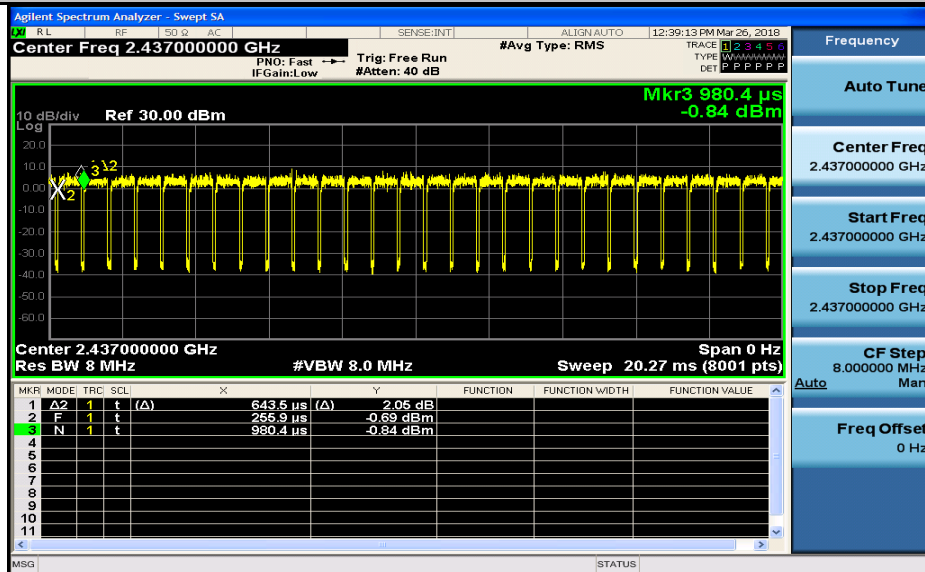 Agilent Spectrum Analyzer - Swept SA
LXI RL RF 50 Ω AC SENSE:INT ALIGN AUTO 12:39:13 PM Mar 26, 2018
Center Freq 2.437000000 GHz
PNO: Fast
IFGain:Low
Trig: Free Run
#Atten: 40 dB
#Avg Type: RMS
TRACE 1 2 3 4 5 6
TYPE WWWWWW
DET P P P P P P
Mkr3 980.4 µs
-0.84 dBm
10 dB/div Ref 30.00 dBm
Log
20.0
10.0
0.00
-10.0
-20.0
-30.0
-40.0
-50.0
-60.0
3 1Δ2
X2
Center 2.437000000 GHz Span 0 Hz
Res BW 8 MHz #VBW 8.0 MHz Sweep 20.27 ms (8001 pts)
MKR MODE TRC SCL X Y FUNCTION FUNCTION WIDTH FUNCTION VALUE
1 Δ2 1 t (Δ) 643.5 µs (Δ) 2.05 dB
2 F 1 t 255.9 µs -0.69 dBm
3 N 1 t 980.4 µs -0.84 dBm
4
5
6
7
8
9
10
11
MSG STATUS
Frequency
Auto Tune
Center Freq
2.437000000 GHz
Start Freq
2.437000000 GHz
Stop Freq
2.437000000 GHz
CF Step
8.000000 MHz
Auto Man
Freq Offset
0 Hz